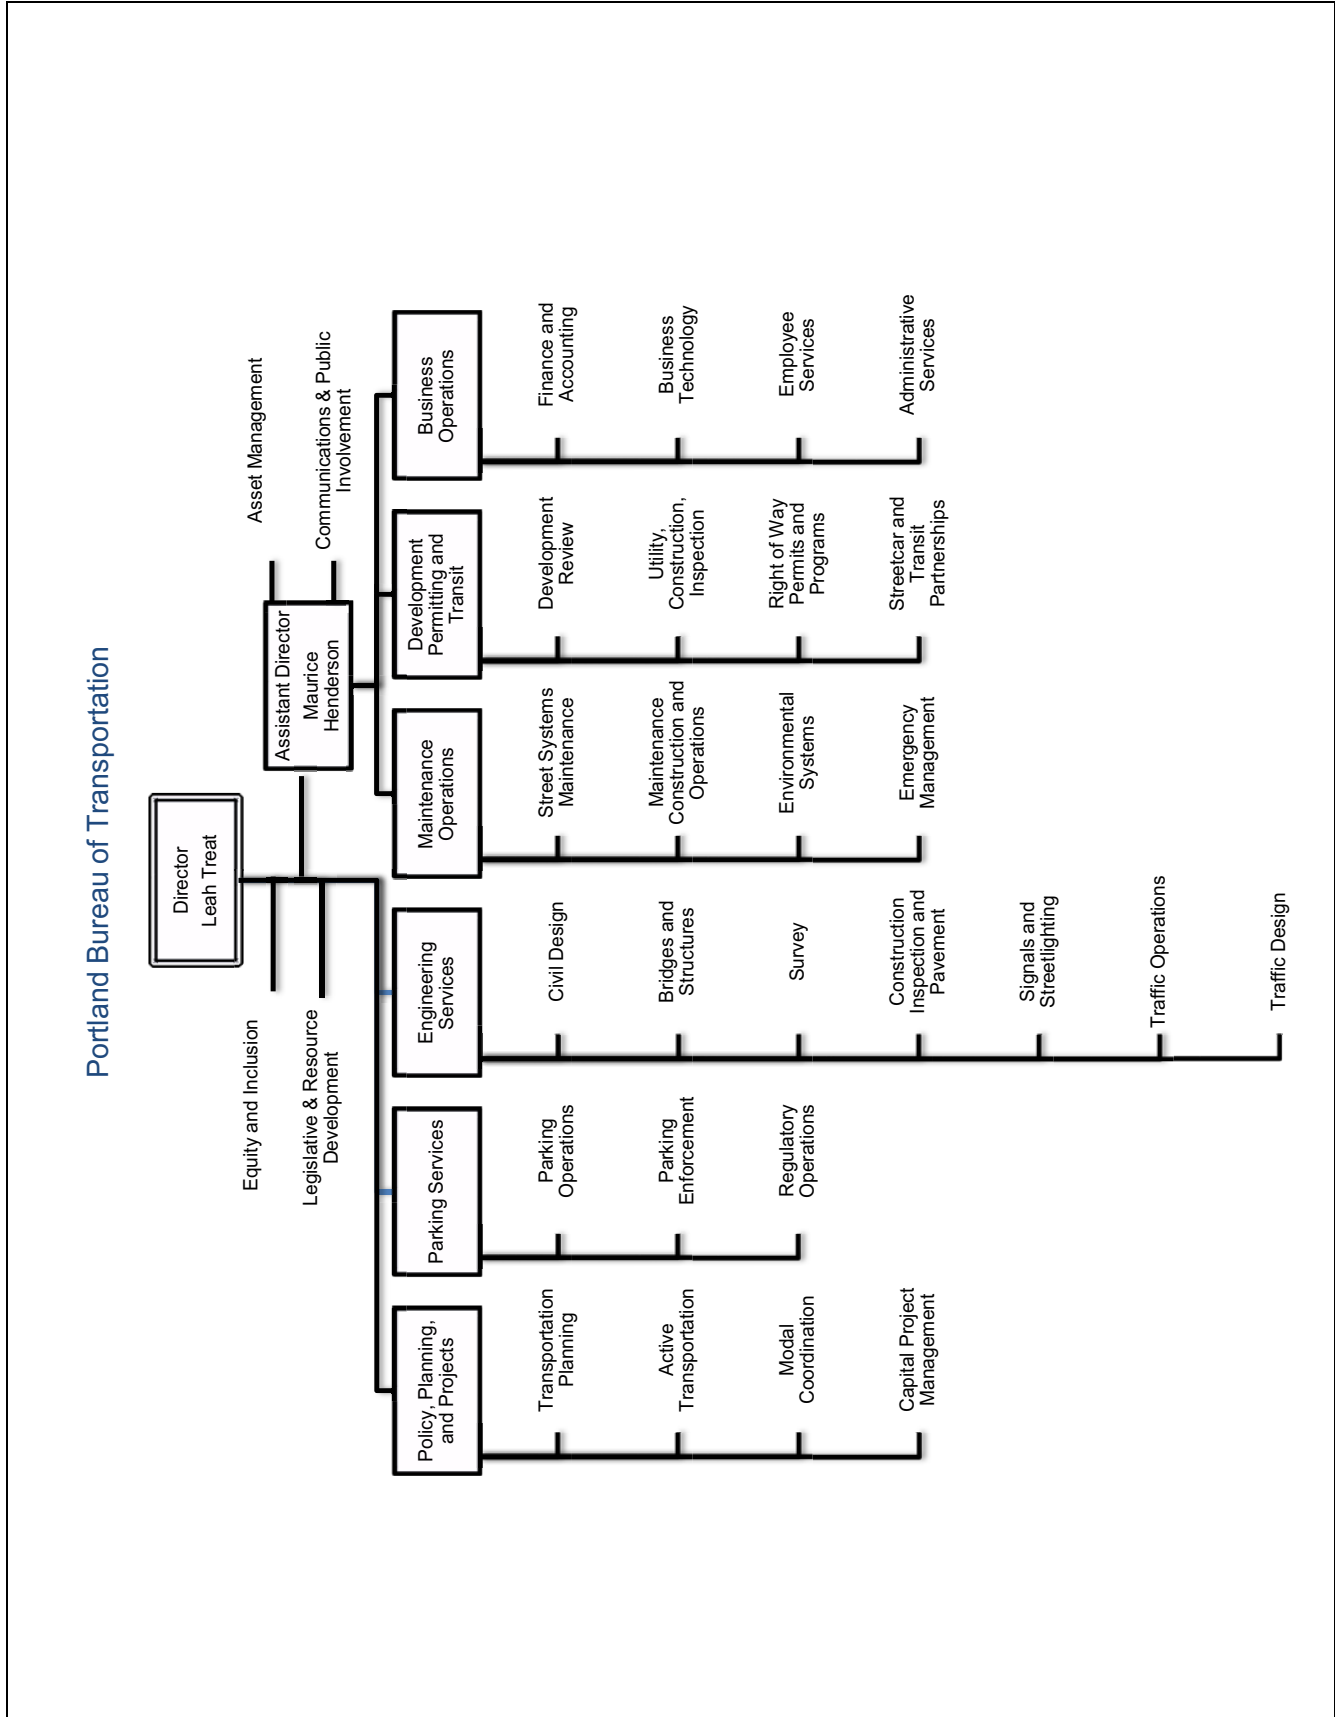 Portland Bureau of Transportation
Director
Leah Treat
Equity and Inclusion
Legislative & Resource
Development
Assistant Director
Maurice
Henderson
Asset Management
Communications & Public
Involvement
Policy, Planning,
and Projects
Transportation
Planning
Active
Transportation
Modal
Coordination
Capital Project
Management
Parking Services
Parking
Operations
Parking
Enforcement
Regulatory
Operations
Engineering
Services
Civil Design
Bridges and
Structures
Survey
Construction
Inspection and
Pavement
Signals and
Streetlighting
Traffic Operations
Traffic Design
Maintenance
Operations
Street Systems
Maintenance
Maintenance
Construction and
Operations
Environmental
Systems
Emergency
Management
Development
Permitting and
Transit
Development
Review
Utility,
Construction,
Inspection
Right of Way
Permits and
Programs
Streetcar and
Transit
Partnerships
Business
Operations
Finance and
Accounting
Business
Technology
Employee
Services
Administrative
Services